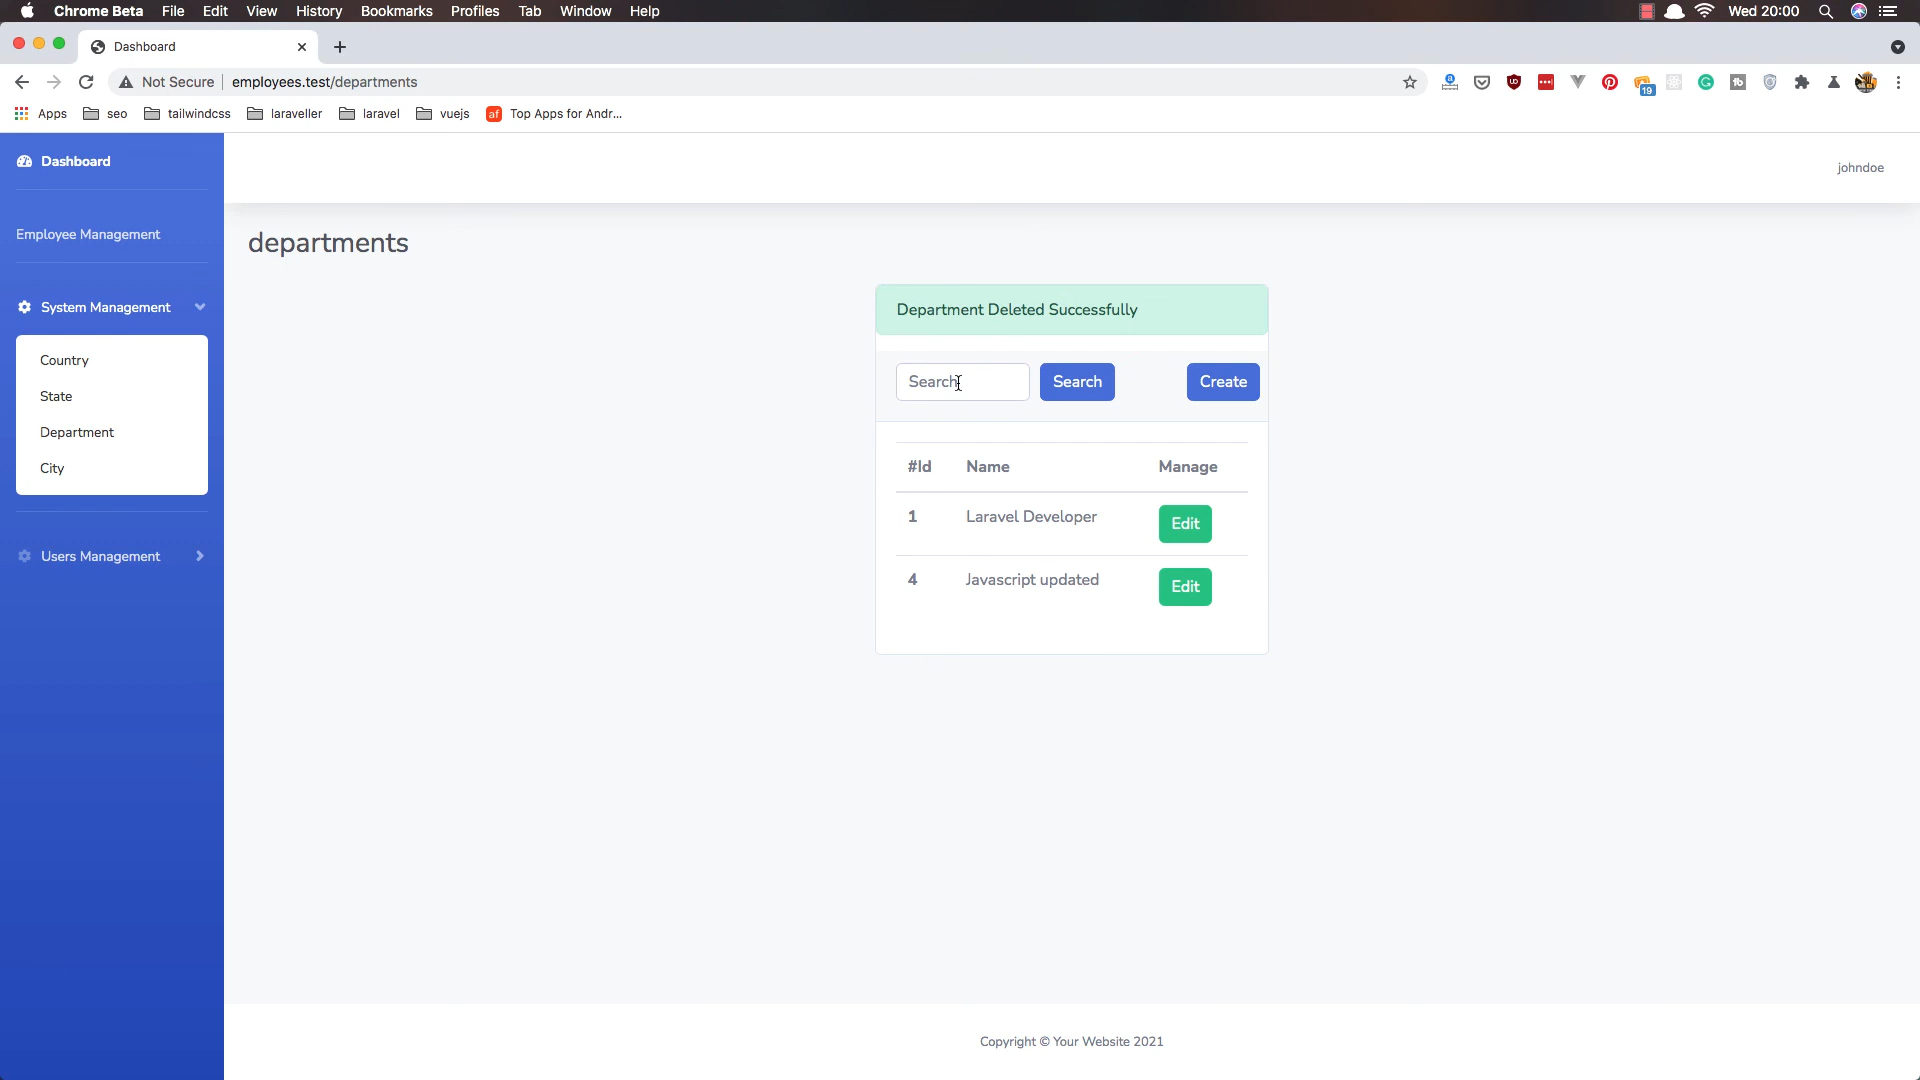 Chrome Beta File Edit View History Bookmarks Profiles Tab Window Help Wed 20:00
Dashboard
Not Secure employees.test/departments
19
Apps seo tailwindcss laraveller laravel vuejs af Top Apps for Andr...
Dashboard
johndoe
Employee Management
departments
System Management
Country
State
Department
City
Users Management
Department Deleted Successfully
Search Search Create
#Id Name Manage
1 Laravel Developer Edit
4 Javascript updated Edit
Copyright © Your Website 2021